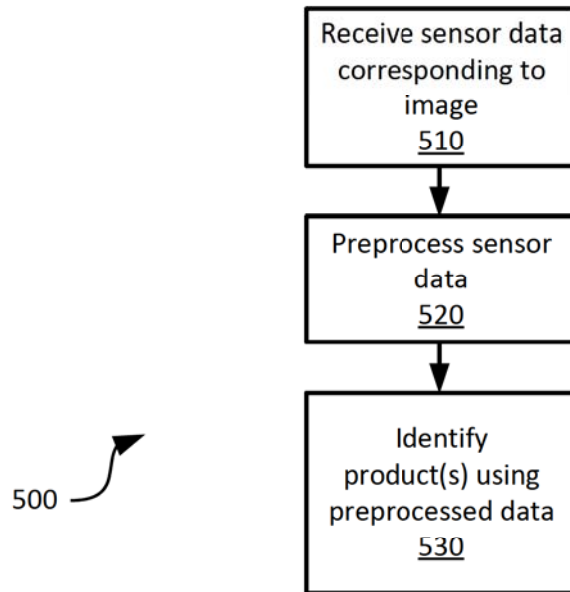 Receive sensor data
corresponding to
image
510
Preprocess sensor
data
520
Identify
product(s) using
preprocessed data
530
500